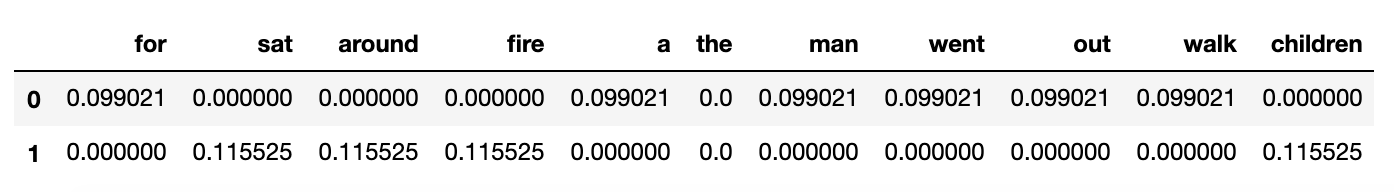 for sat around fire a the man went out walk children
0 0.099021 0.000000 0.000000 0.000000 0.099021 0.0 0.099021 0.099021 0.099021 0.099021 0.000000
1 0.000000 0.115525 0.115525 0.115525 0.000000 0.0 0.000000 0.000000 0.000000 0.000000 0.115525